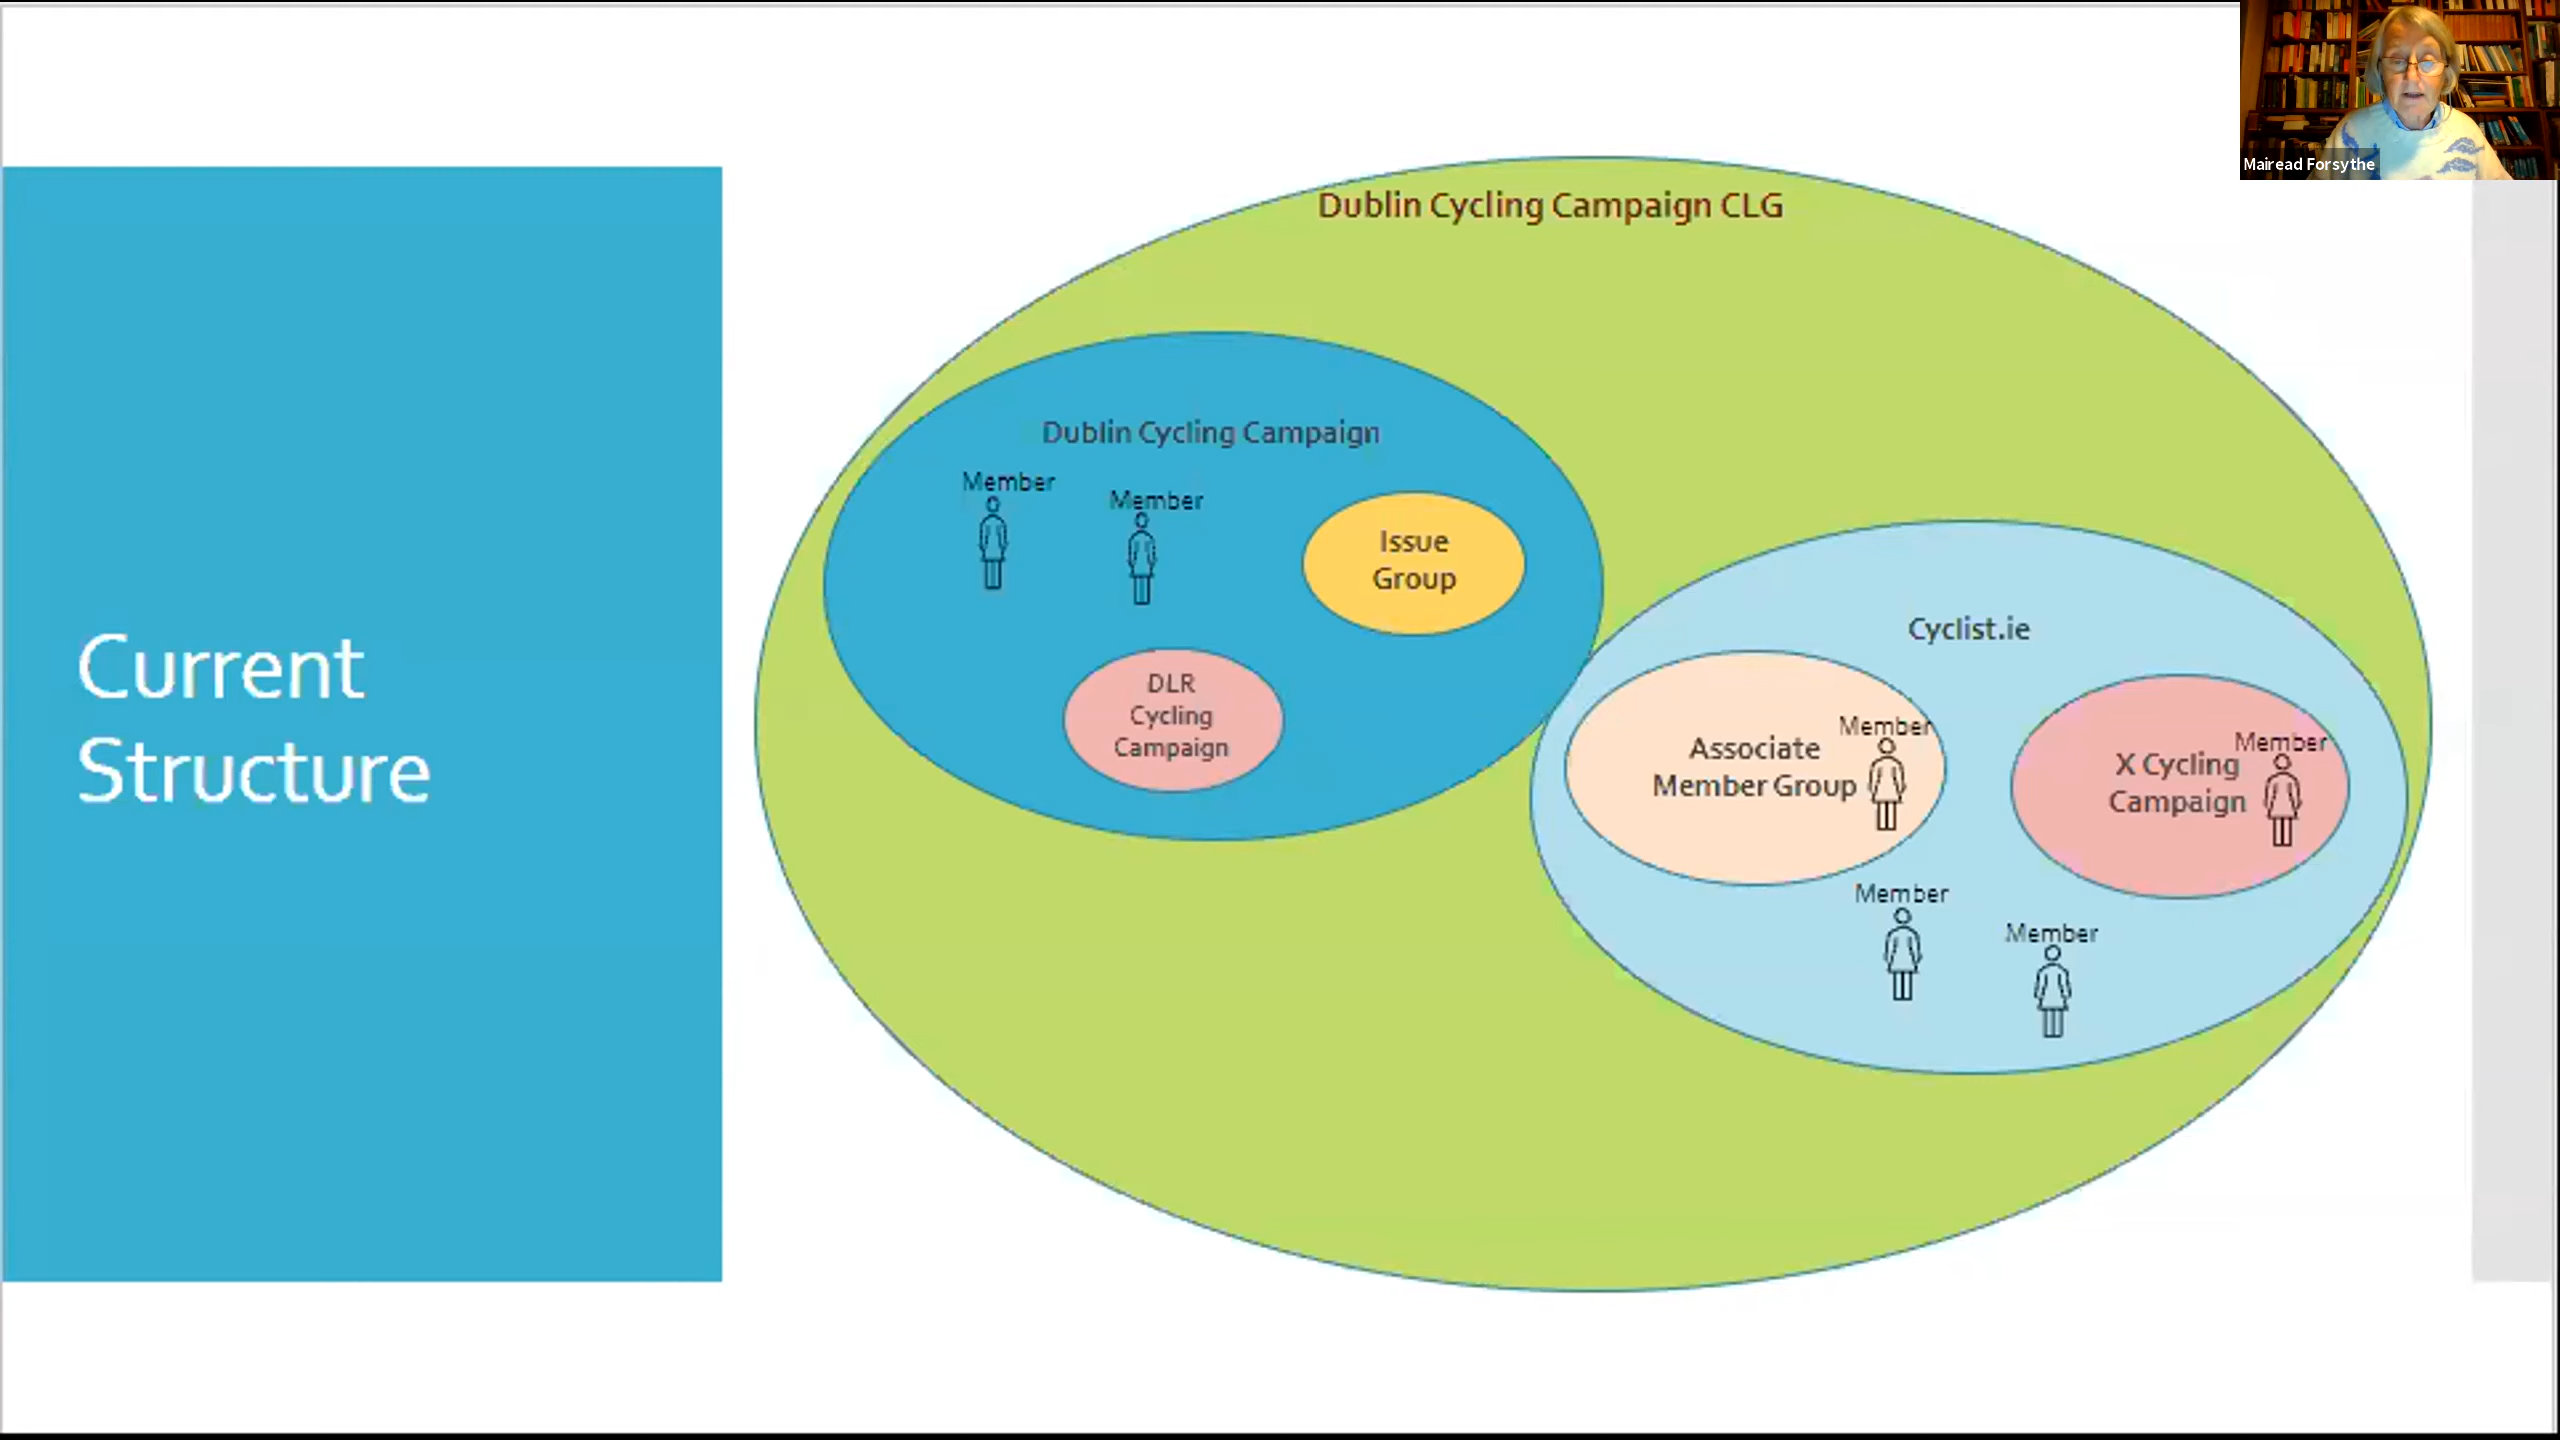 Mairead Forsythe
Current
Structure
Dublin Cycling Campaign CLG
Dublin Cycling Campaign
Member
Member
Issue
Group
DLR
Cycling
Campaign
Cyclist.ie
Associate
Member Group
Member
X Cycling
Campaign
Member
Member
Member